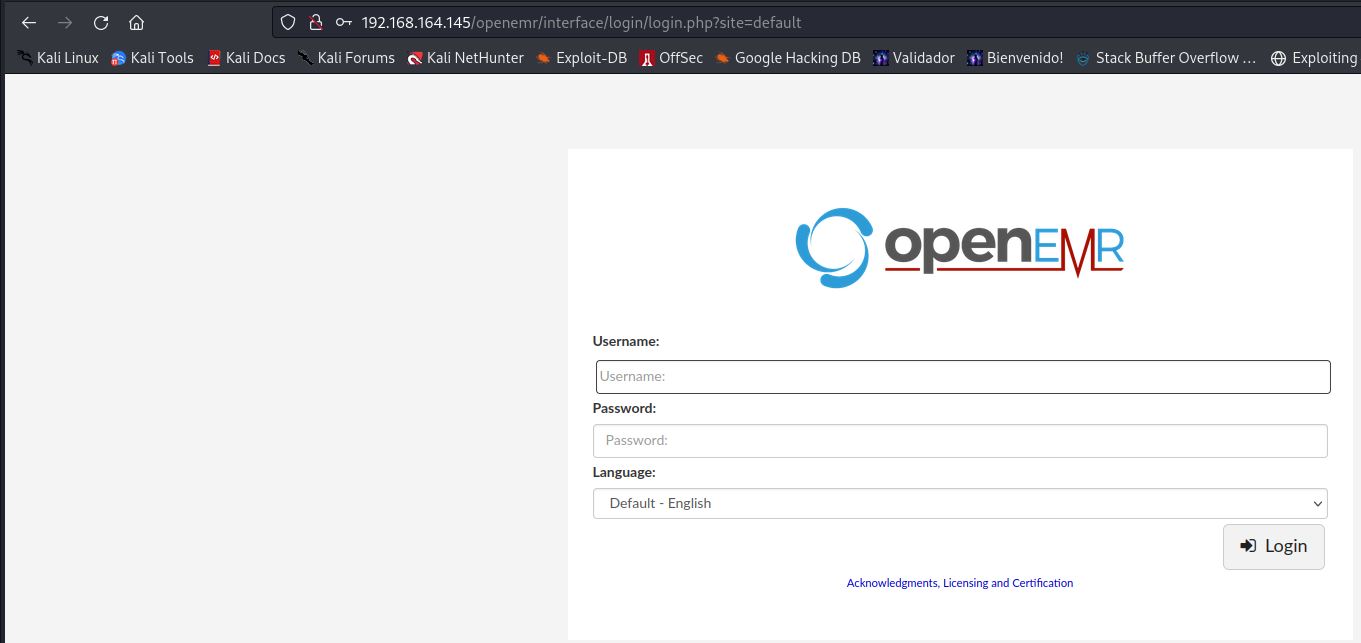 192.168.164.145/openemr/interface/login/login.php?site=default
Kali Linux Kali Tools Kali Docs Kali Forums Kali NetHunter Exploit-DB OffSec Google Hacking DB Validador Bienvenido! Stack Buffer Overflow ... Exploiting
openEMR
Username:
Username:
Password:
Password:
Language:
Default - English
Login
Acknowledgments, Licensing and Certification